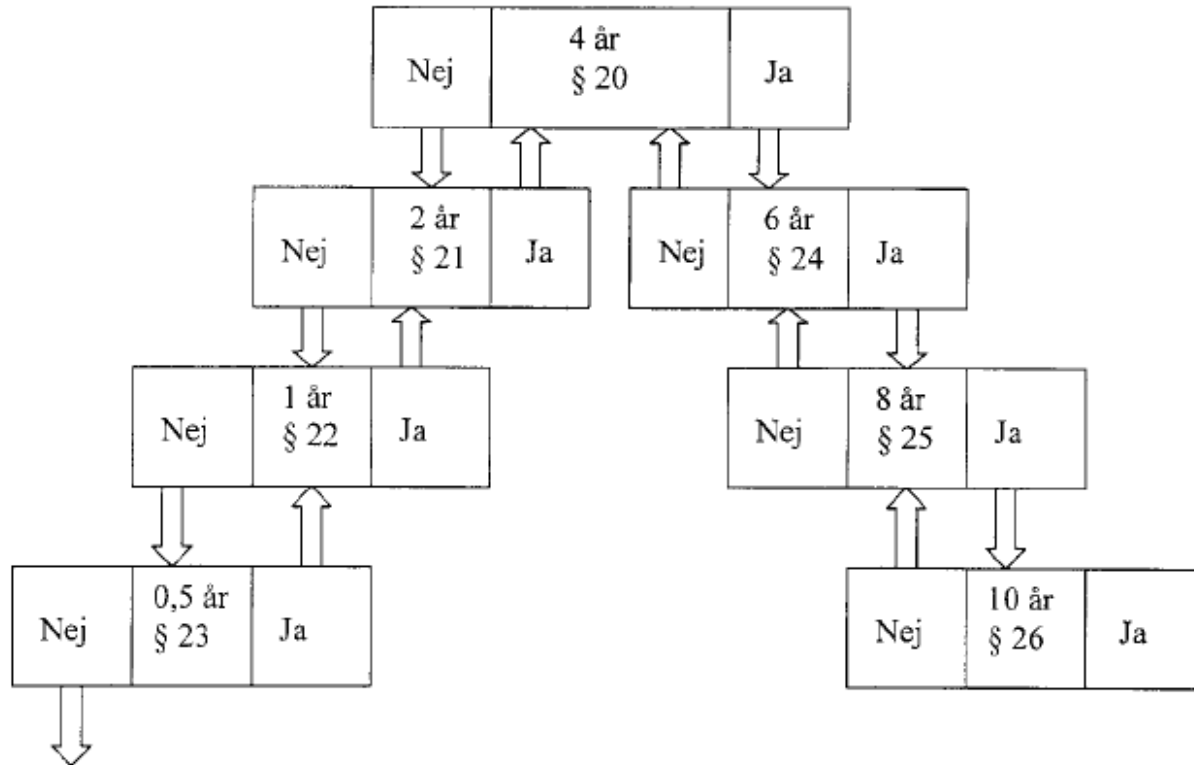 Nej
4 år
§ 20
Ja
Nej
2 år
§ 21
Ja
Nej
6 år
§ 24
Ja
Nej
1 år
§ 22
Ja
Nej
8 år
§ 25
Ja
Nej
0,5 år
§ 23
Ja
Nej
10 år
§ 26
Ja